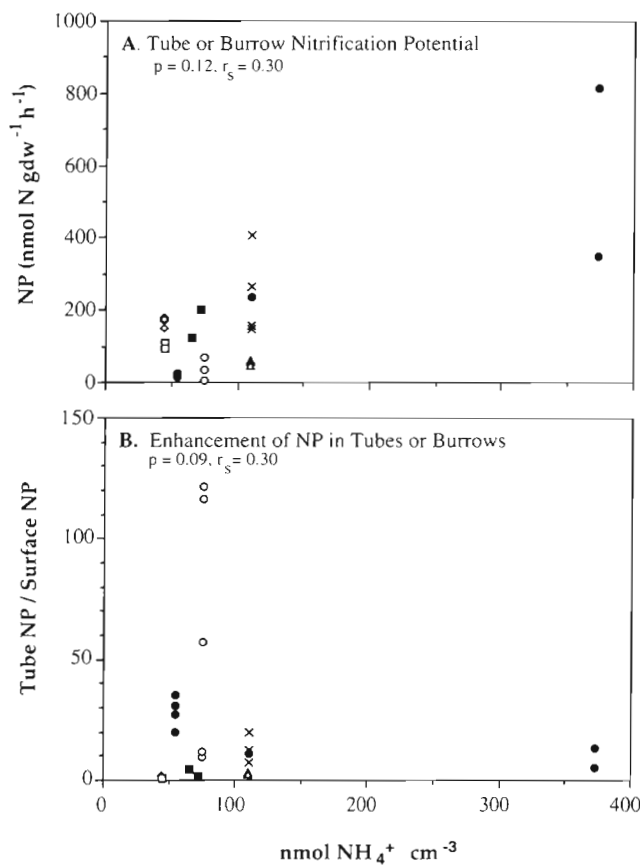 1000
800
600
400
200
0
NP (nmol N gdw⁻¹ h⁻¹)
A. Tube or Burrow Nitrification Potential
p = 0.12, rₛ = 0.30
150
100
50
0
Tube NP / Surface NP
B. Enhancement of NP in Tubes or Burrows
p = 0.09, rₛ = 0.30
0 100 200 300 400
nmol NH₄⁺ cm⁻³